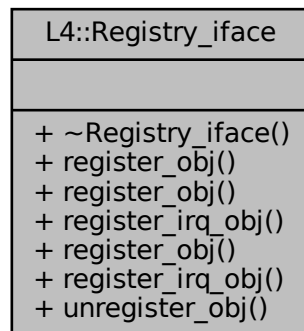 L4::Registry_iface
+ ~Registry_iface()
+ register_obj()
+ register_obj()
+ register_irq_obj()
+ register_obj()
+ register_irq_obj()
+ unregister_obj()